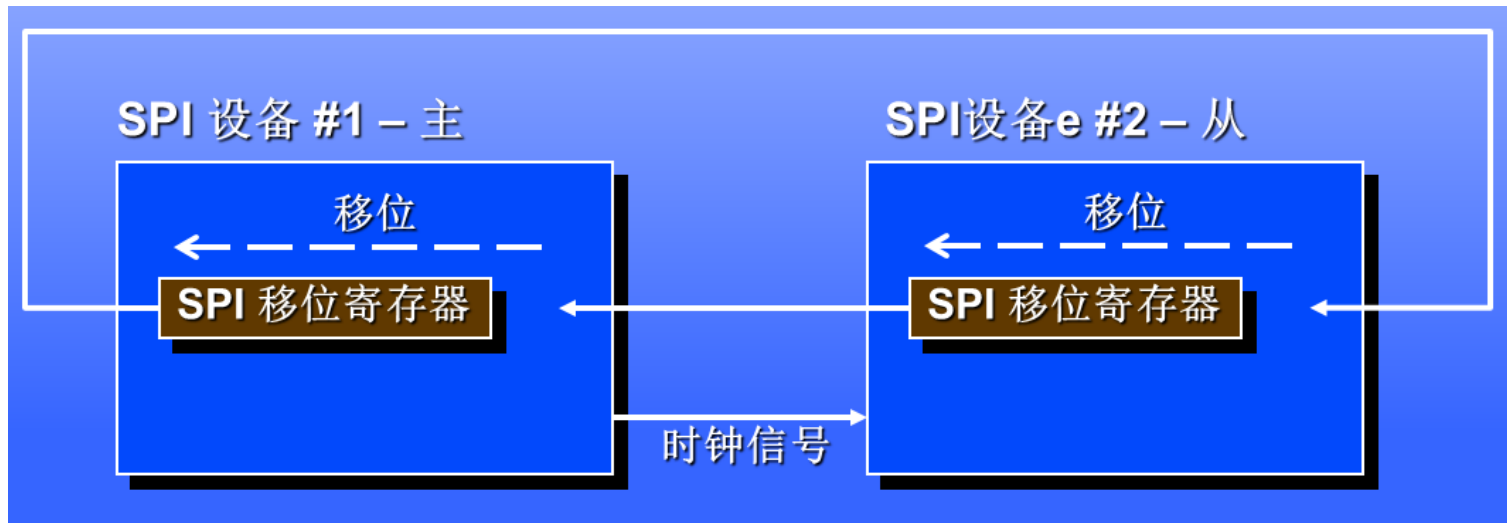 SPI 设备 #1 – 主
SPI设备e #2 – 从
移位
移位
SPI 移位寄存器
SPI 移位寄存器
时钟信号